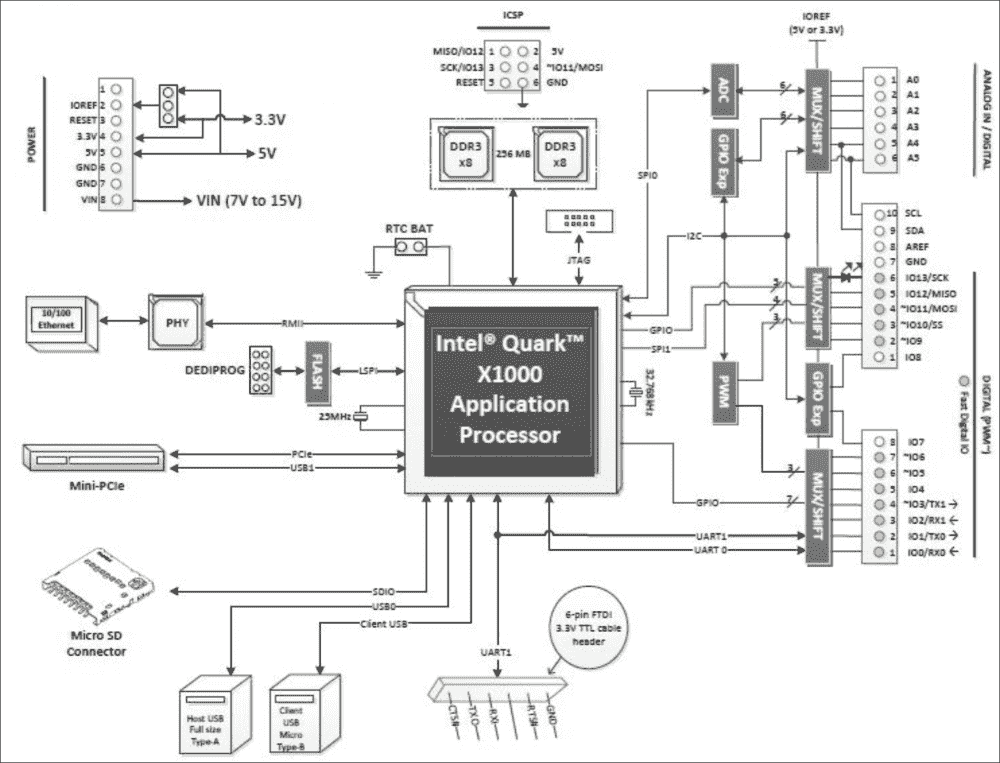 ICSP
MISO/IO12 1 2 5V
SCK/IO13 3 4 ~IO11/MOSI
RESET 5 6 GND
IOREF
(5V or 3.3V)
POWER
1
IOREF 2
RESET 3
3.3V 4
5V 5
GND 6
GND 7
VIN 8
3.3V
5V
VIN (7V to 15V)
DDR3
x8
256 MB
DDR3
x8
RTC BAT
JTAG
ADC
GPIO Exp
MUX/SHIFT
6
6
SPI0
I2C
1 A0
2 A1
3 A2
4 A3
5 A4
6 A5
ANALOG IN / DIGITAL
10 SCL
9 SDA
8 AREF
7 GND
6 IO13/SCK
5 IO12/MISO
4 ~IO11/MOSI
3 ~IO10/SS
2 ~IO9
1 IO8
MUX/SHIFT
5
4
3
GPIO
SPI1
10/100
Ethernet
PHY
RMII
DEDIPROG
FLASH
LSPI
25MHz
Intel® Quark™
X1000
Application
Processor
32.768kHz
PWM
GPIO Exp
Fast Digital IO
DIGITAL (PWM~)
Mini-PCIe
PCIe
USB1
8 IO7
7 ~IO6
6 ~IO5
5 IO4
4 ~IO3/TX1
3 IO2/RX1
2 IO1/TX0
1 IO0/RX0
MUX/SHIFT
3
7
GPIO
UART1
UART 0
Micro SD
Connector
SDIO
USB0
Client USB
UART1
6-pin FTDI
3.3V TTL cable
header
Host USB
Full size
Type-A
Client
USB
Micro
Type-B
CTSN
TXO
RXI
RTSN
GND